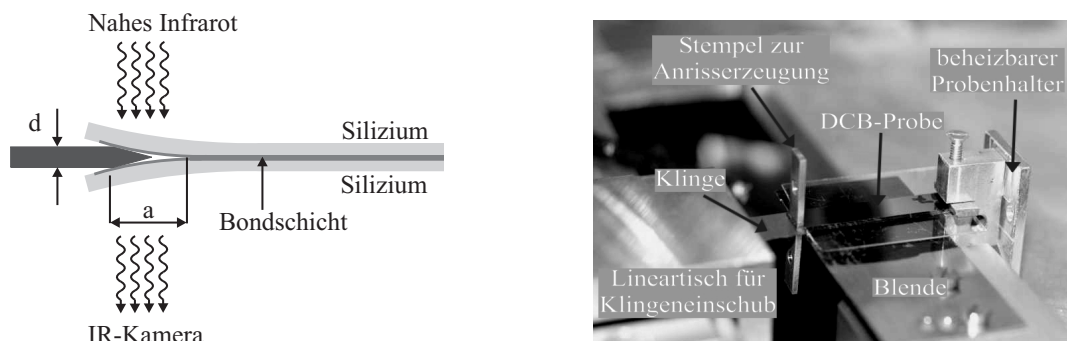 Nahes Infrarot
d
Silizium
Silizium
a
Bondschicht
IR-Kamera
Stempel zur
Anrisserzeugung
beheizbarer
Probenhalter
DCB-Probe
Klinge
Lineartisch für
Klingeneinschub
Blende